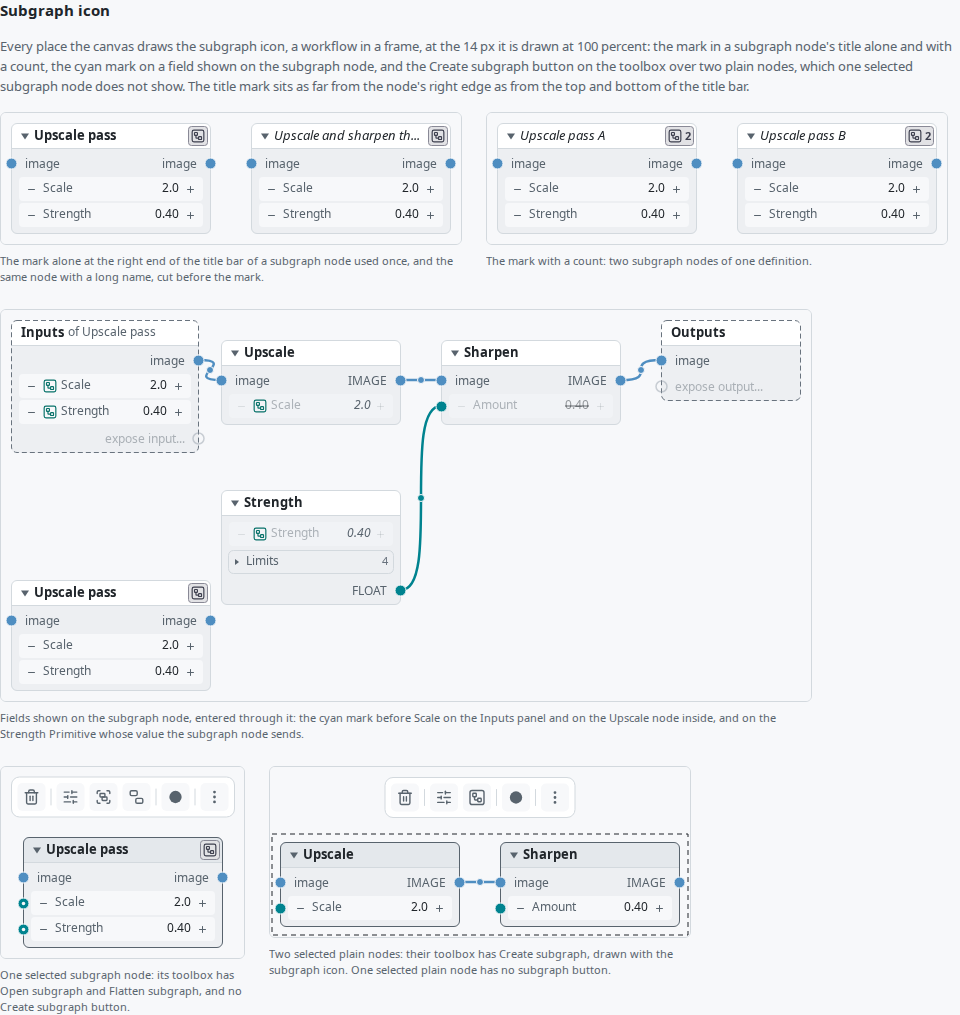 Subgraph icon
Every place the canvas draws the subgraph icon, a workflow in a frame, at the 14 px it is drawn at 100 percent: the mark in a subgraph node's title alone and with
a count, the cyan mark on a field shown on the subgraph node, and the Create subgraph button on the toolbox over two plain nodes, which one selected
subgraph node does not show. The title mark sits as far from the node's right edge as from the top and bottom of the title bar.
Upscale pass
image image
– Scale 2.0 +
– Strength 0.40 +
Upscale and sharpen th...
image image
– Scale 2.0 +
– Strength 0.40 +
Upscale pass A 2
image image
– Scale 2.0 +
– Strength 0.40 +
Upscale pass B 2
image image
– Scale 2.0 +
– Strength 0.40 +
The mark alone at the right end of the title bar of a subgraph node used once, and the
same node with a long name, cut before the mark.
The mark with a count: two subgraph nodes of one definition.
Inputs of Upscale pass
image
– Scale 2.0 +
– Strength 0.40 +
expose input...
Upscale
image IMAGE
– Scale 2.0 +
Sharpen
image IMAGE
– Amount 0.40 +
Outputs
image
expose output...
Strength
– Strength 0.40 +
Limits 4
FLOAT
Upscale pass
image image
– Scale 2.0 +
– Strength 0.40 +
Fields shown on the subgraph node, entered through it: the cyan mark before Scale on the Inputs panel and on the Upscale node inside, and on the
Strength Primitive whose value the subgraph node sends.
Upscale pass
image image
– Scale 2.0 +
– Strength 0.40 +
One selected subgraph node: its toolbox has
Open subgraph and Flatten subgraph, and no
Create subgraph button.
Upscale
image IMAGE
– Scale 2.0 +
Sharpen
image IMAGE
– Amount 0.40 +
Two selected plain nodes: their toolbox has Create subgraph, drawn with the
subgraph icon. One selected plain node has no subgraph button.